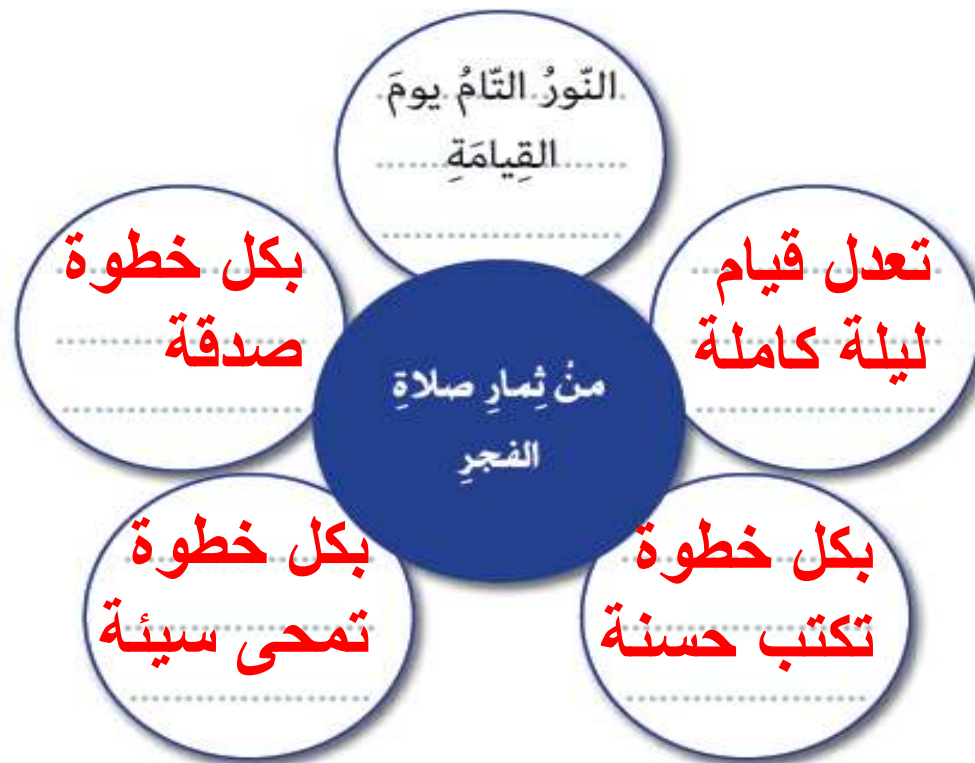 النّورُ التّامُ يومَ
القِيامَةِ
تعدل قيام
ليلة كاملة
بكل خطوة
صدقة
منْ ثِمارِ صلاةِ
الفجرِ
بكل خطوة
تكتب حسنة
بكل خطوة
تمحى سيئة